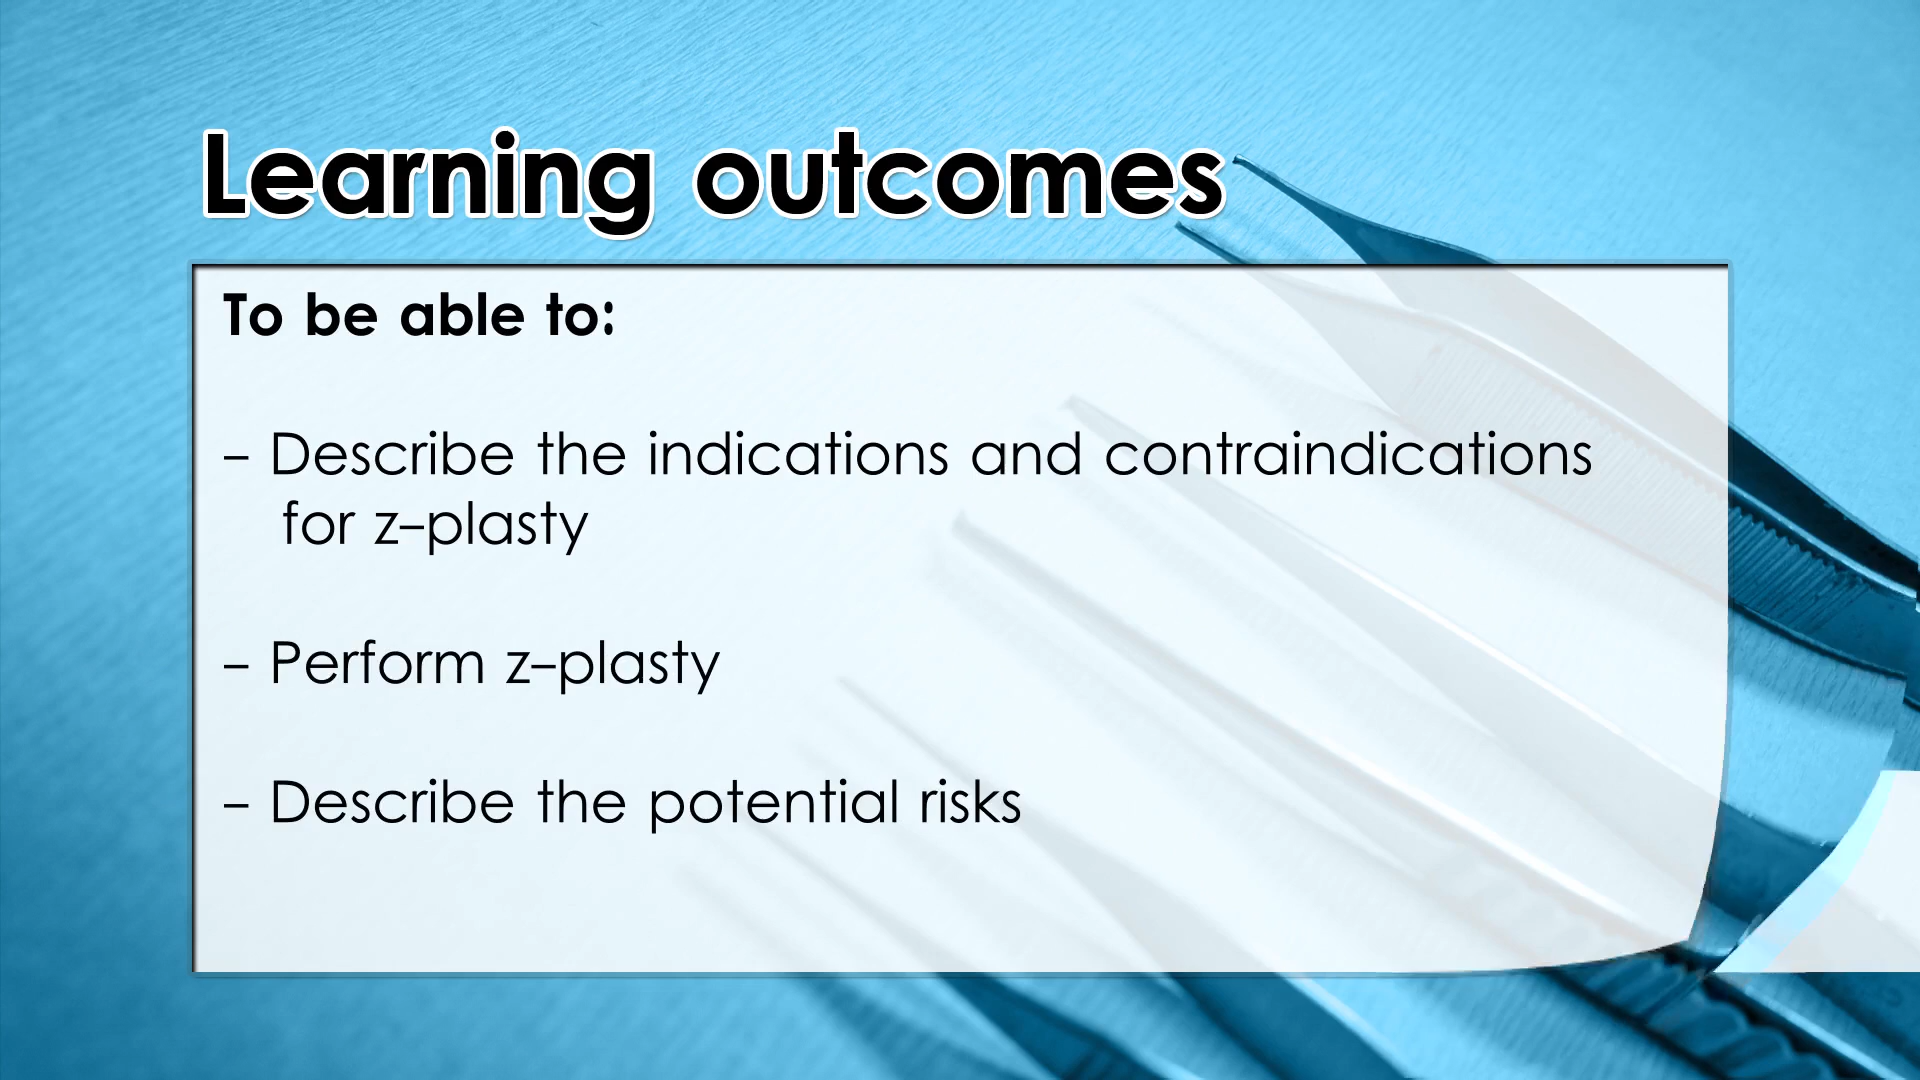 Learning outcomes
To be able to:
– Describe the indications and contraindications
for z–plasty
– Perform z–plasty
– Describe the potential risks